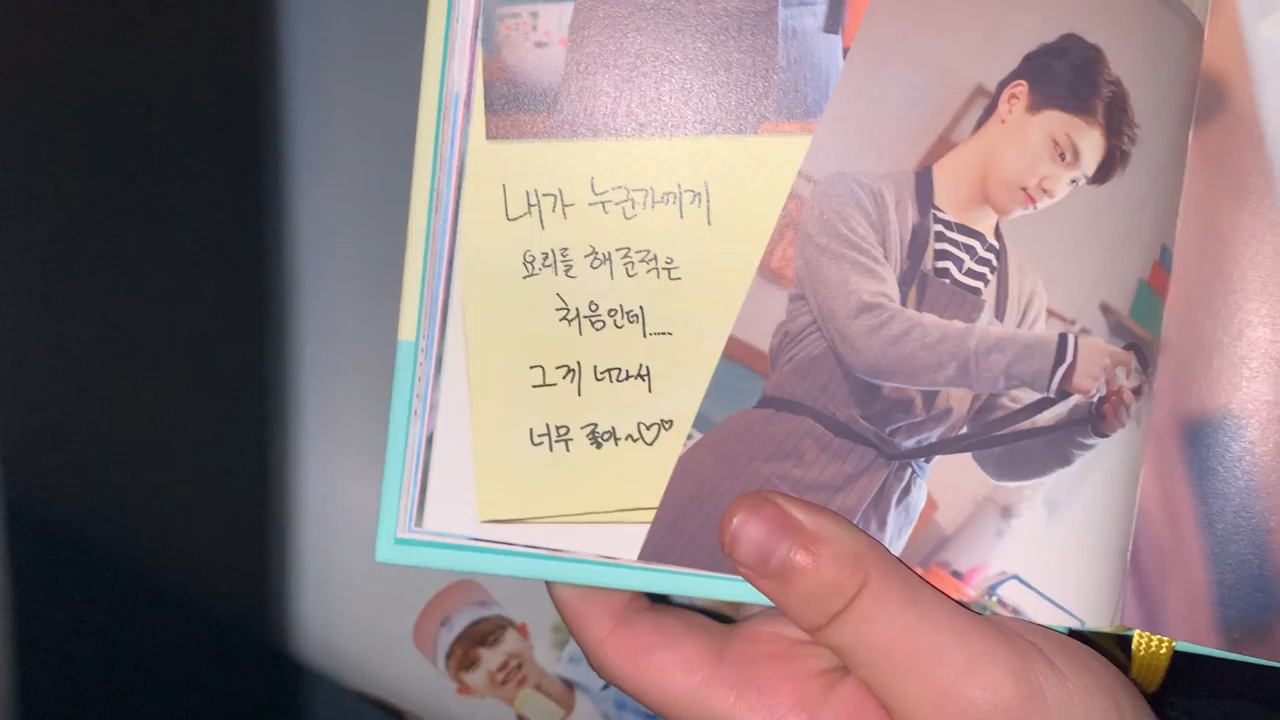 내가 누군가에게
요리를 해준적은
처음인데.....
그게 너라서
너무 좋아~♡♡